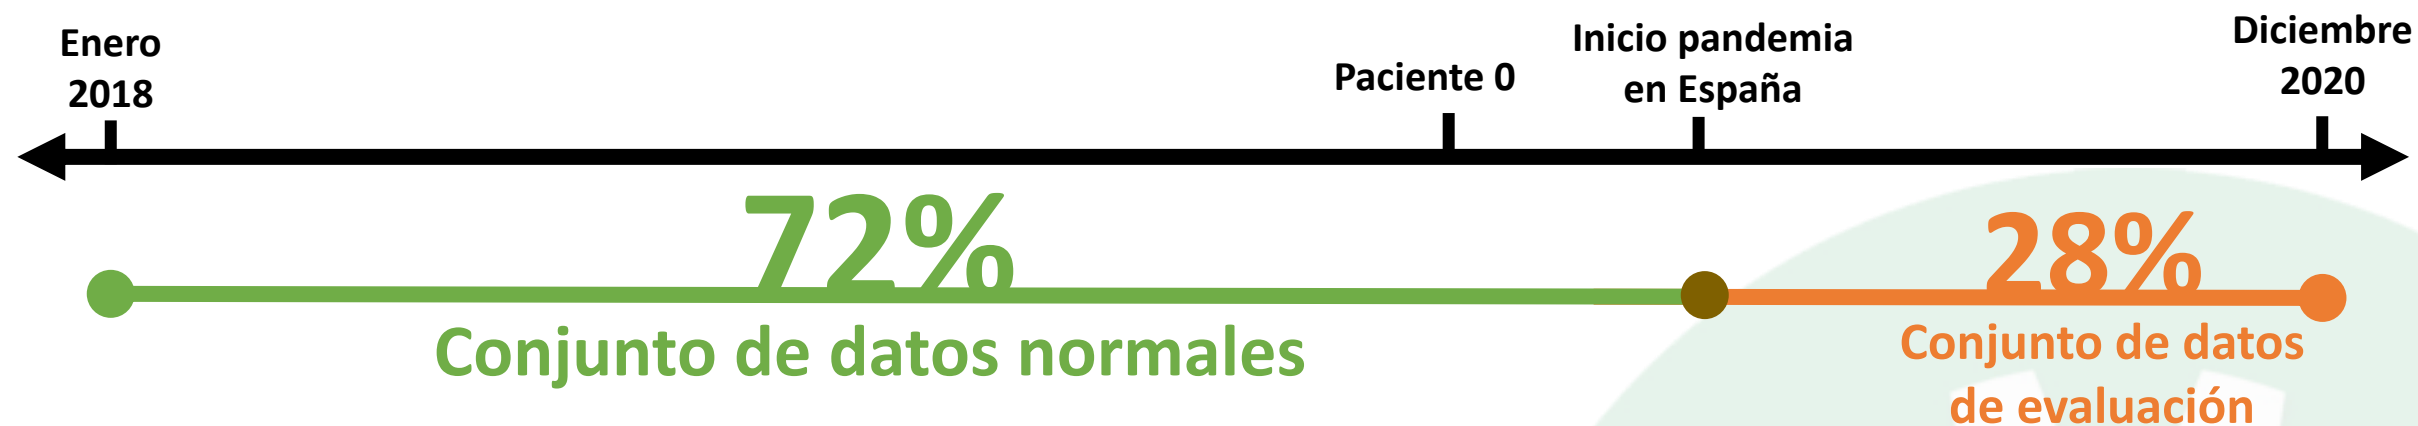 Enero
2018
Paciente 0
Inicio pandemia
en España
Diciembre
2020
72%
Conjunto de datos normales
28%
Conjunto de datos
de evaluación